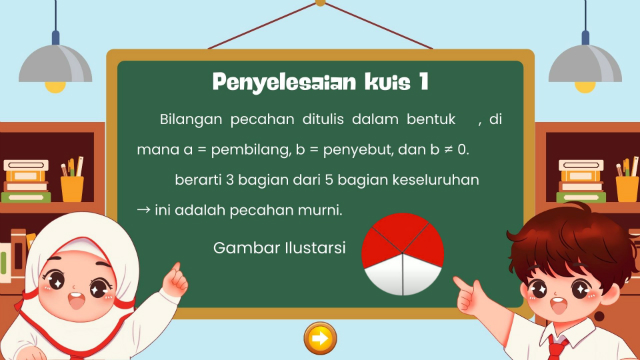 Penyelesaian kuis 1
Bilangan pecahan ditulis dalam bentuk , di
mana a = pembilang, b = penyebut, dan b ≠ 0.
berarti 3 bagian dari 5 bagian keseluruhan
→ ini adalah pecahan murni.
Gambar Ilustarsi